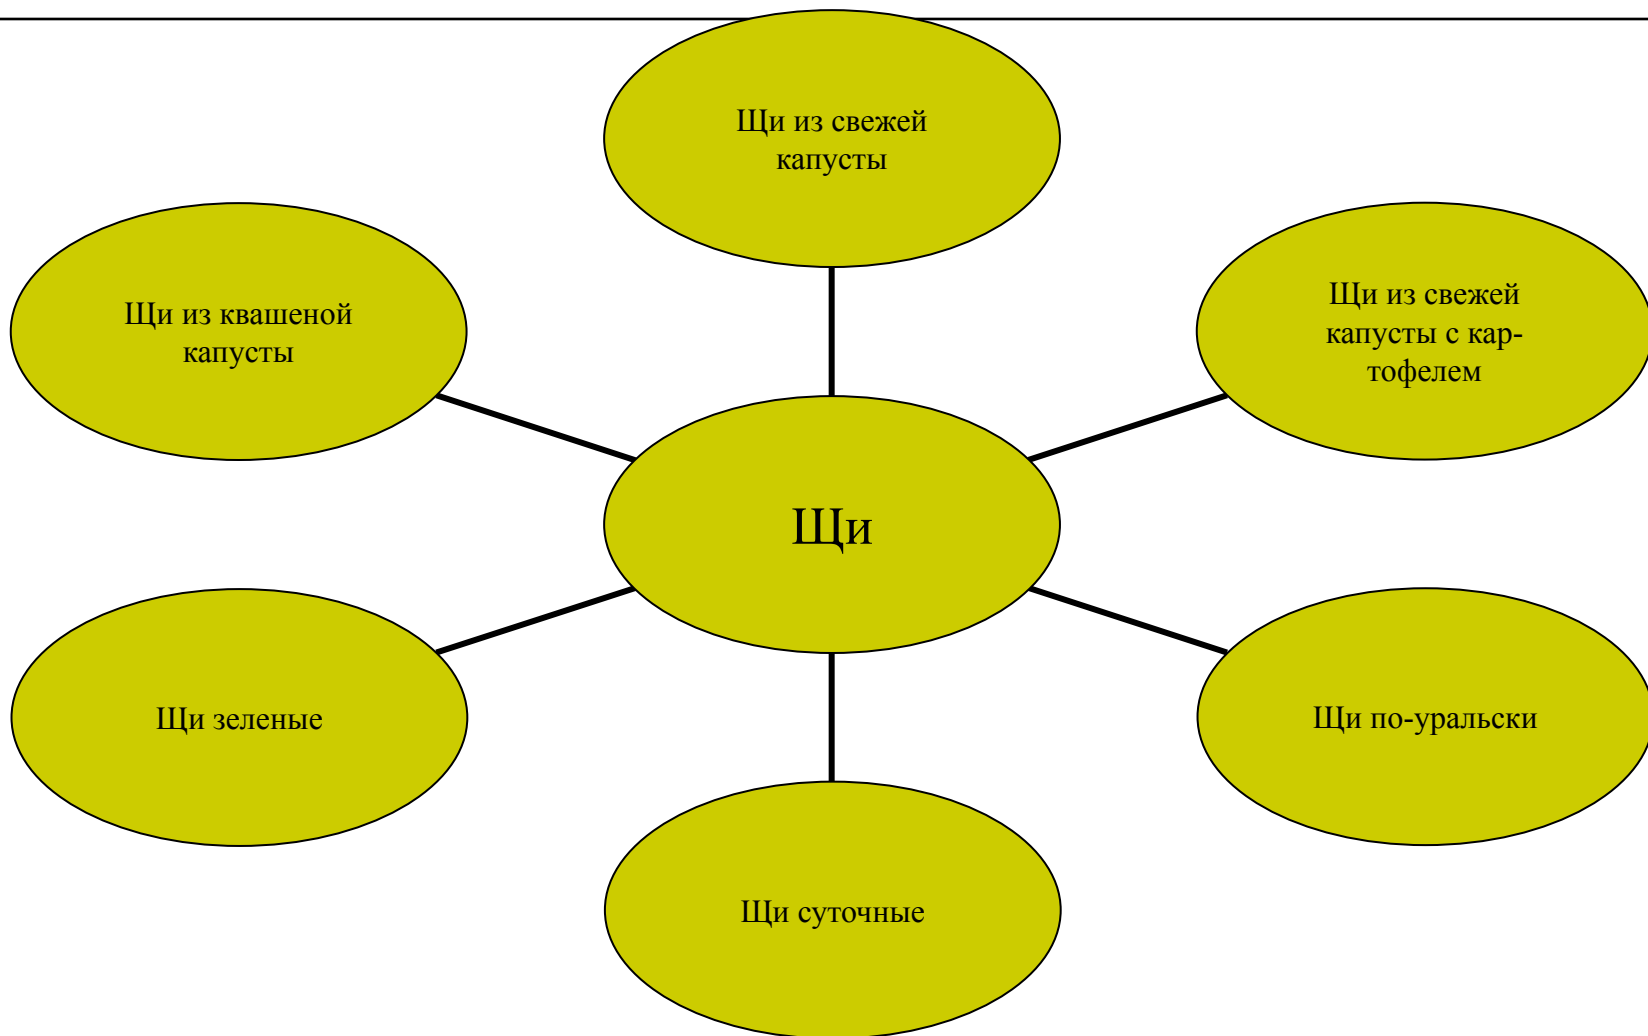 Щи из свежей
капусты
Щи из квашеной
капусты
Щи из свежей
капусты с кар-
тофелем
Щи
Щи зеленые
Щи по-уральски
Щи суточные